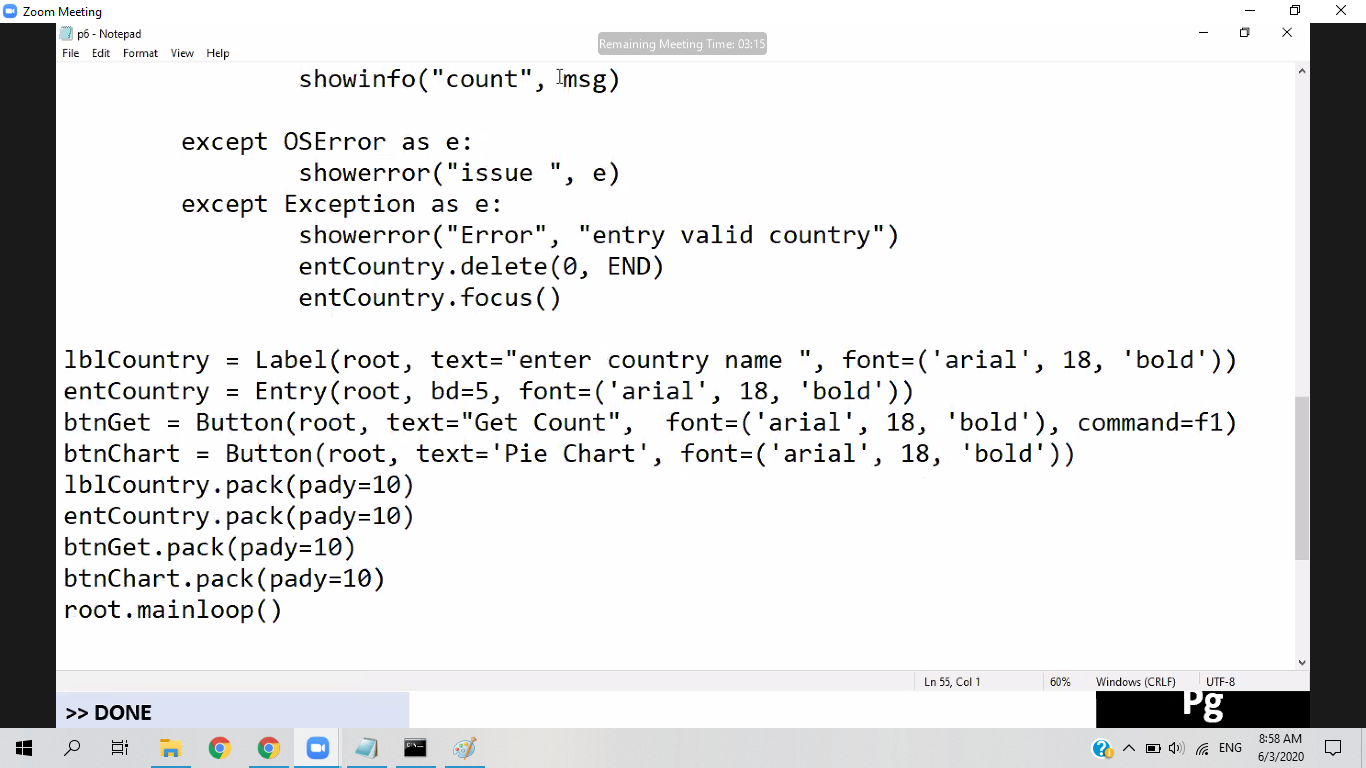 Zoom Meeting
p6 - Notepad
Remaining Meeting Time: 03:15
File Edit Format View Help
showinfo("count", msg)
except OSError as e:
showerror("issue ", e)
except Exception as e:
showerror("Error", "entry valid country")
entCountry.delete(0, END)
entCountry.focus()
lblCountry = Label(root, text="enter country name ", font=('arial', 18, 'bold'))
entCountry = Entry(root, bd=5, font=('arial', 18, 'bold'))
btnGet = Button(root, text="Get Count",  font=('arial', 18, 'bold'), command=f1)
btnChart = Button(root, text='Pie Chart', font=('arial', 18, 'bold'))
lblCountry.pack(pady=10)
entCountry.pack(pady=10)
btnGet.pack(pady=10)
btnChart.pack(pady=10)
root.mainloop()
Ln 55, Col 1 60% Windows (CRLF) UTF-8
>> DONE
Pg
ENG
8:58 AM
6/3/2020